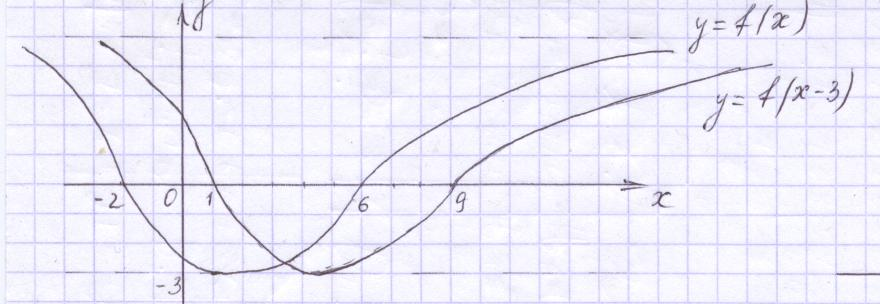 y
y = f(x)
y = f(x-3)
-2 0 1 6 9 x
-3